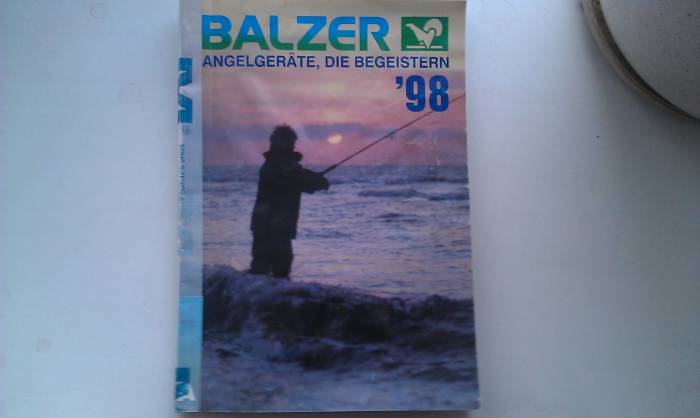 BALZER
ANGELGERÄTE, DIE BEGEISTERN
'98